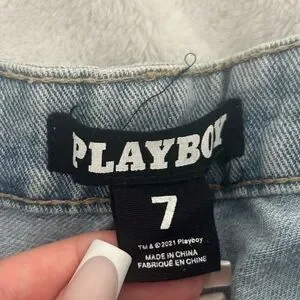 PLAYBOY
7
TM & © 2021 Playboy
MADE IN CHINA
FABRIQUÉ EN CHINE